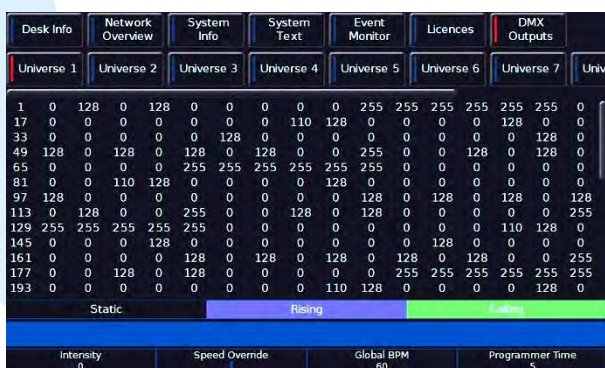 Desk Info Network Overview System Info System Text Event Monitor Licences DMX Outputs
Universe 1 Universe 2 Universe 3 Universe 4 Universe 5 Universe 6 Universe 7 Univ
1 0 128 0 128 0 0 0 0 0 255 255 255 255 255 255 0
17 0 0 0 0 0 0 0 110 128 0 0 0 0 128 0 0
33 0 0 0 0 0 128 0 0 0 0 0 0 0 0 128 0
49 128 0 128 0 128 0 128 0 0 255 0 0 128 0 128 0
65 0 0 0 0 255 255 255 255 255 255 0 0 0 0 0 0
81 0 0 110 128 0 0 0 0 128 0 0 0 0 0 0 0
97 128 0 0 0 0 0 0 0 0 128 0 128 0 128 0 128
113 0 128 0 0 255 0 0 128 0 128 0 0 0 0 0 255
129 255 255 255 255 255 0 0 0 0 0 0 0 0 110 128 0
145 0 0 0 128 0 0 0 0 0 0 0 128 0 0 0 0
161 0 0 0 0 128 0 128 0 128 0 128 0 128 0 0 255
177 0 0 128 0 128 0 0 0 0 0 255 255 255 255 255 255
193 0 0 0 0 0 0 0 0 110 128 0 0 0 0 128 0
Static Rising Falling
Intensity Speed Override Global BPM Programmer Time
0 60 5